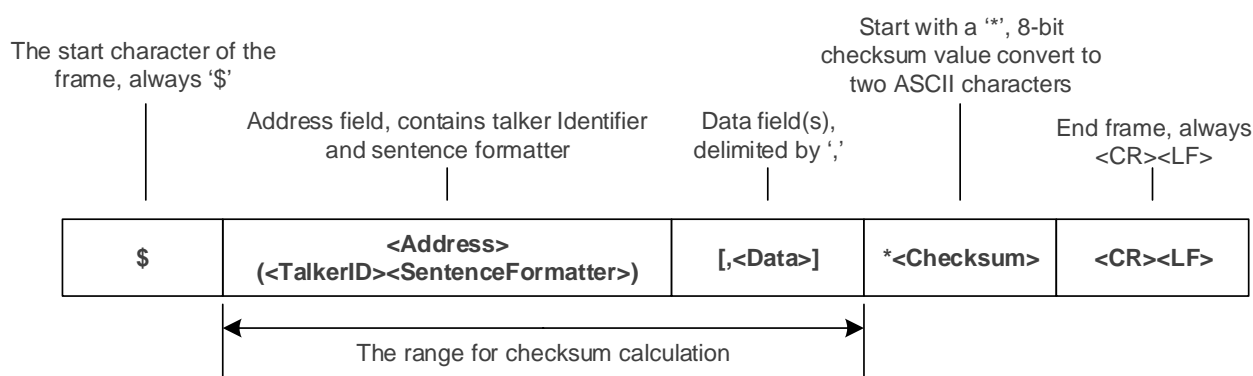 The start character of the
frame, always ‘$’
Address field, contains talker Identifier
and sentence formatter
Data field(s),
delimited by ‘,’
Start with a ‘*’, 8-bit
checksum value convert to
two ASCII characters
End frame, always
<CR><LF>
$
<Address>
(<TalkerID><SentenceFormatter>)
[,<Data>]
*<Checksum>
<CR><LF>
The range for checksum calculation